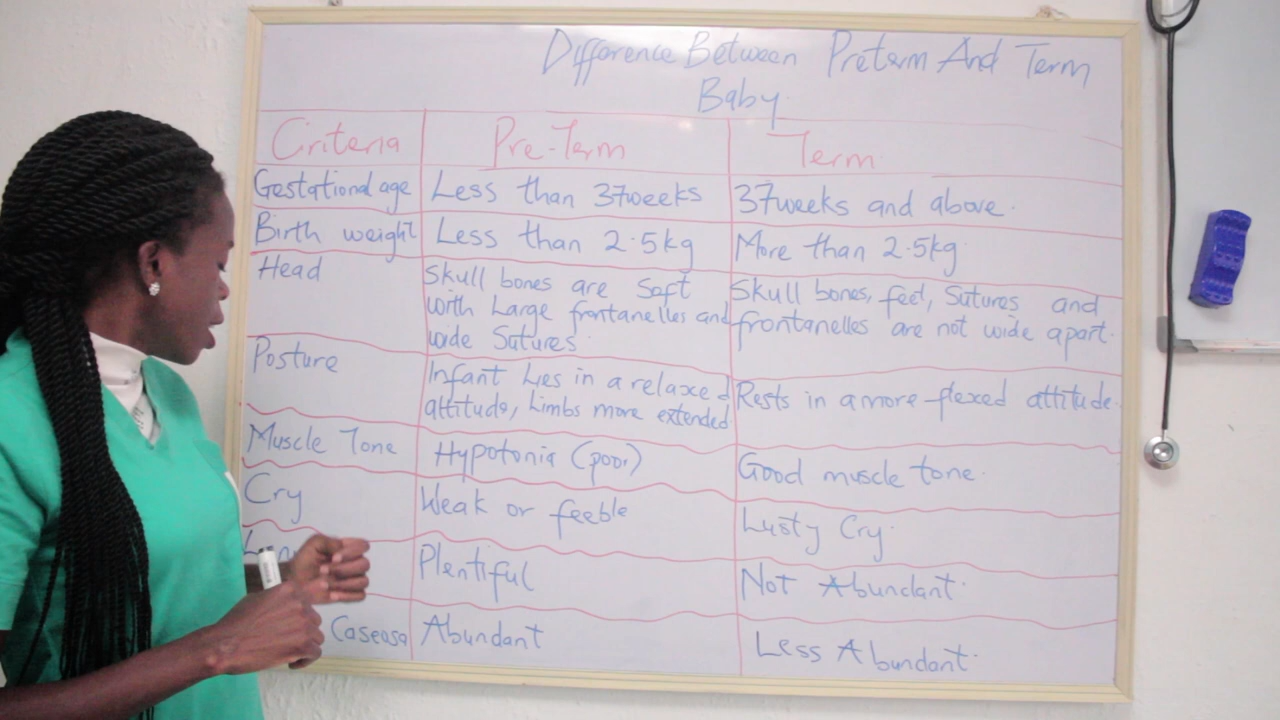 Difference Between Preterm And Term
Baby.
Criteria
Pre-Term
Term
Gestational age
Less than 37weeks
37weeks and above.
Birth weight
Less than 2.5kg
More than 2.5kg
Head
Skull bones are Soft
with Large frontanelles and
wide Sutures.
Skull bones, feel, Sutures and
frontanelles are not wide apart.
Posture
Infant Lies in a relaxed
attitude, Limbs more extended
Rests in a more flexed attitude.
Muscle Tone
Hypotonia (poor)
Good muscle tone.
Cry
Weak or feeble
Lusty Cry.
Plentiful
Not Abundant.
Caseosa
Abundant
Less Abundant.